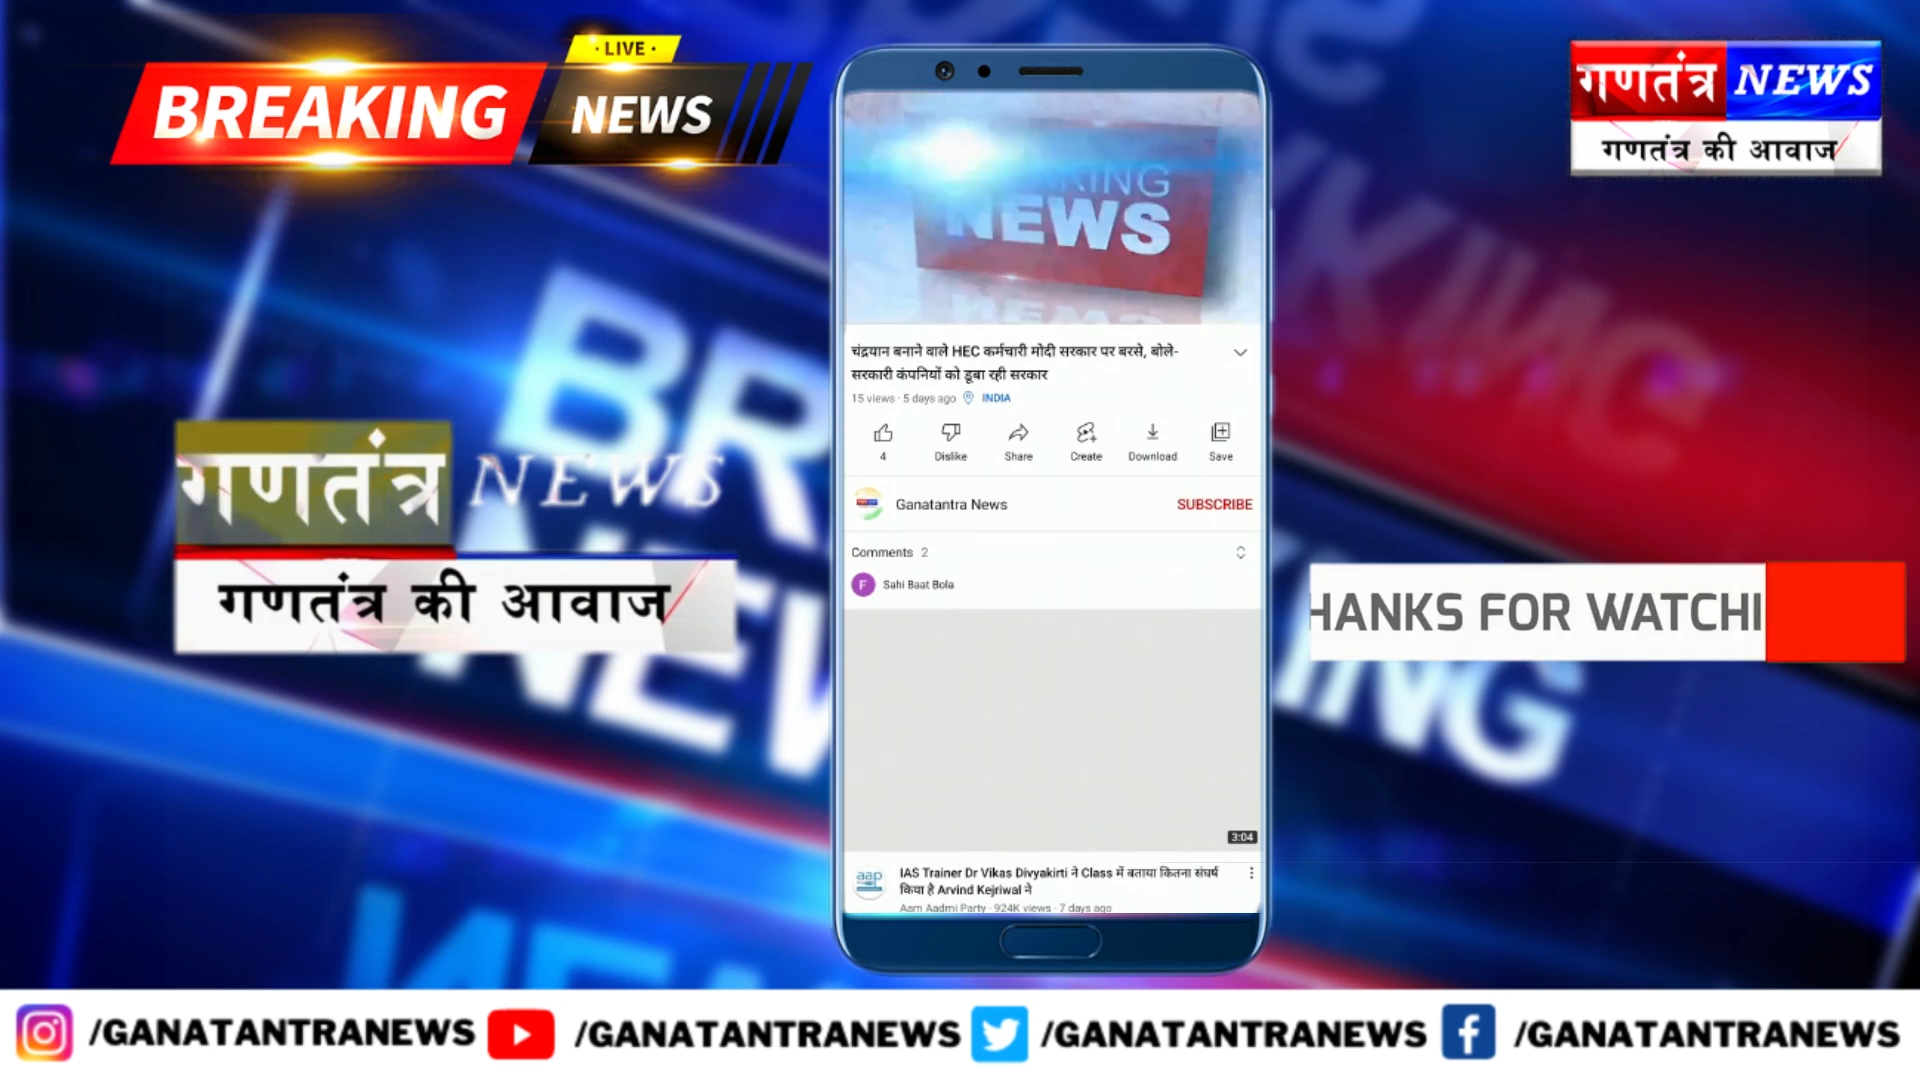 · LIVE ·
BREAKING NEWS
गणतंत्र NEWS
गणतंत्र की आवाज
NEWS
चंद्रयान बनाने वाले HEC कर्मचारी मोदी सरकार पर बरसे, बोले-
सरकारी कंपनियों को डूबा रही सरकार
15 views · 5 days ago INDIA
4 Dislike Share Create Download Save
Ganatantra News SUBSCRIBE
Comments 2
F Sahi Baat Bola
3:04
aap
IAS Trainer Dr Vikas Divyakirti ने Class में बताया कितना संघर्ष
किया है Arvind Kejriwal ने
Aam Aadmi Party · 924K views · 7 days ago
गणतंत्र NEWS
गणतंत्र की आवाज
HANKS FOR WATCHI
/GANATANTRANEWS /GANATANTRANEWS /GANATANTRANEWS /GANATANTRANEWS